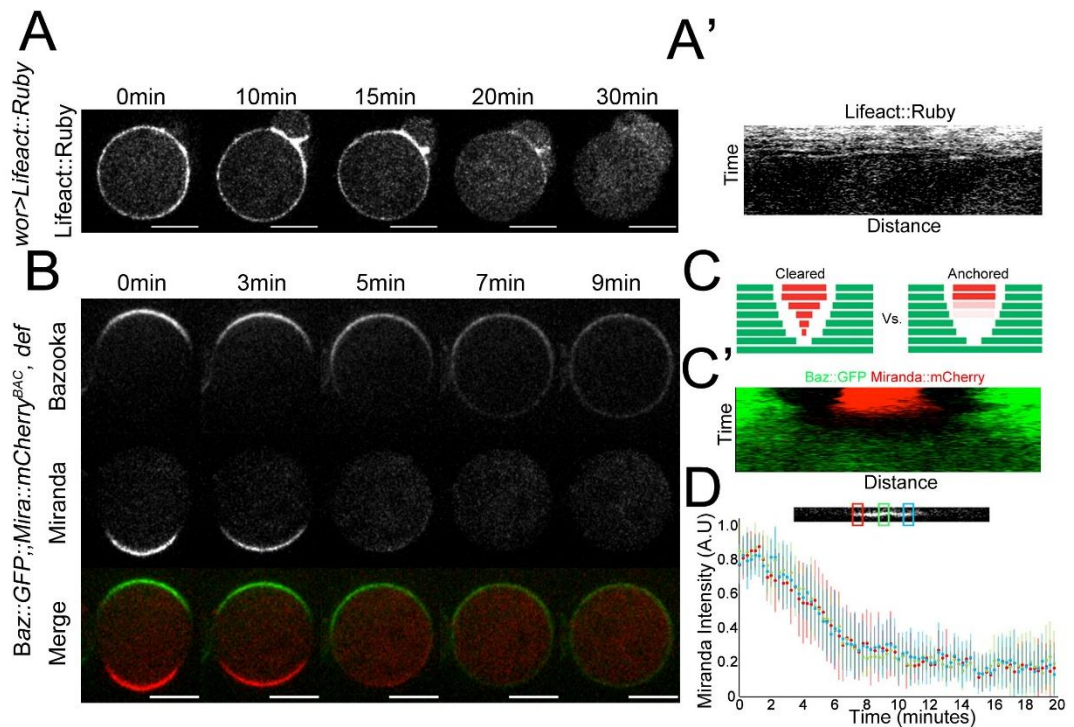 A
wor>Lifeact::Ruby
Lifeact::Ruby
0min 10min 15min 20min 30min
A'
Lifeact::Ruby
Time
Distance
B
Baz::GFP;;Mira::mCherryBAC, def
0min 3min 5min 7min 9min
Bazooka
Miranda
Merge
C
Cleared Anchored
Vs.
C'
Baz::GFP Miranda::mCherry
Time
Distance
D
Miranda Intensity (A.U)
1.0
0.8
0.6
0.4
0.2
0
0 2 4 6 8 10 12 14 16 18 20
Time (minutes)